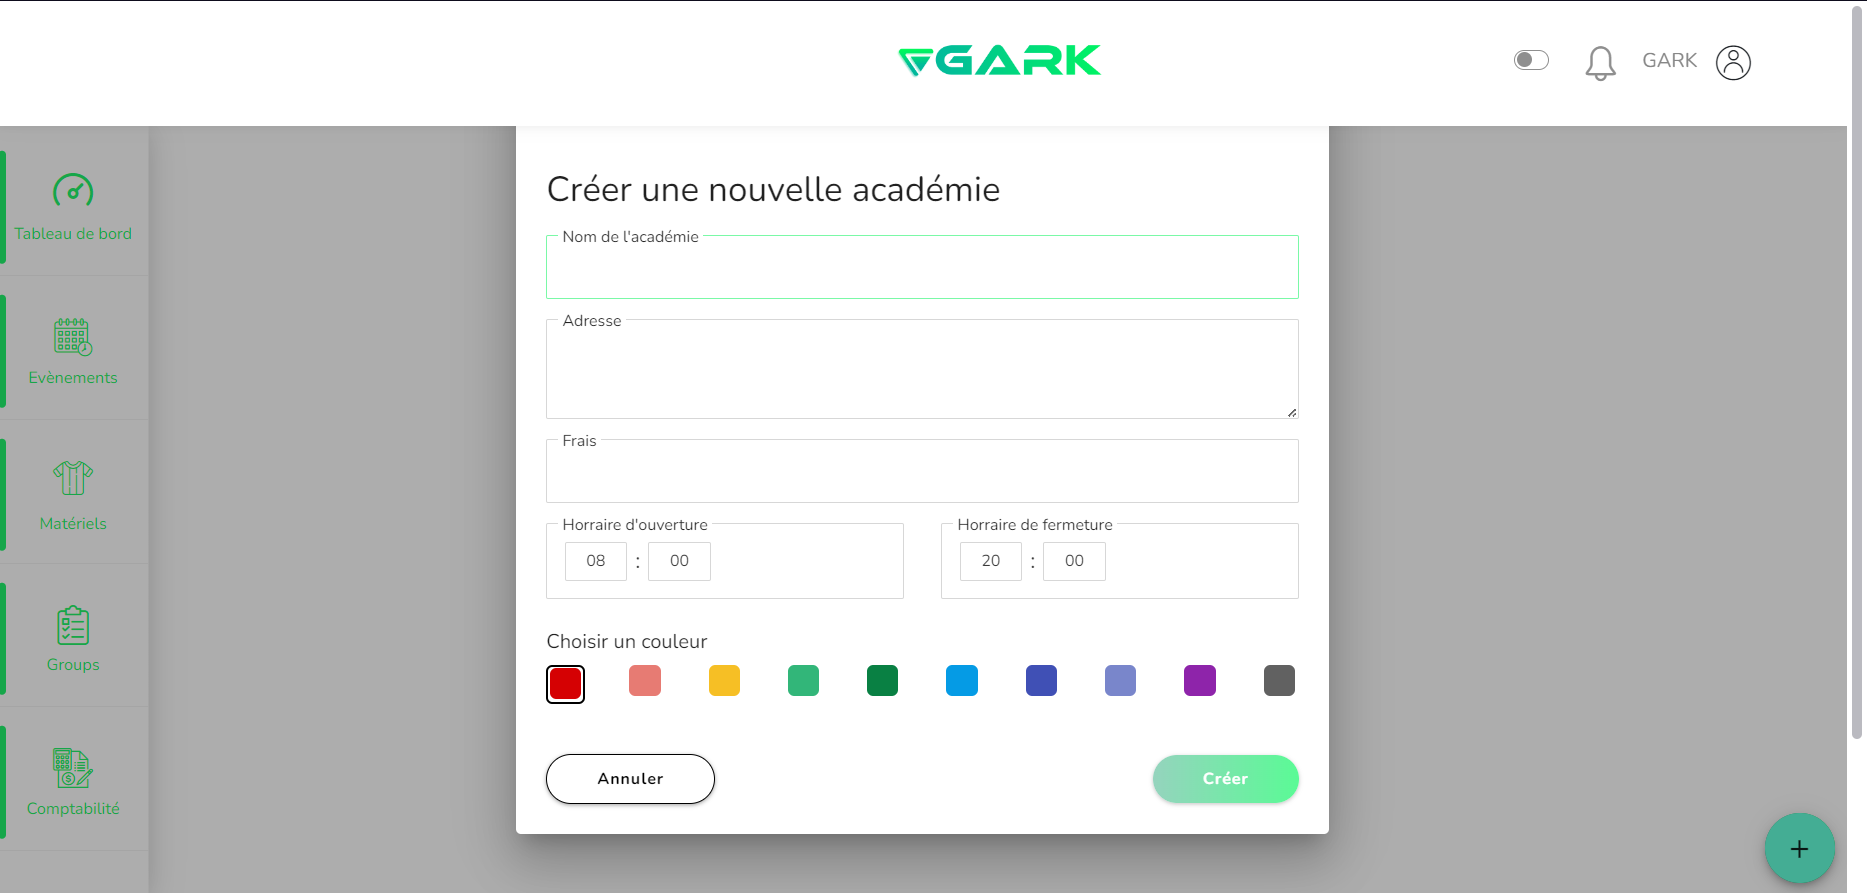 GARK
GARK
Tableau de bord
Evènements
Matériels
Groups
Comptabilité
Créer une nouvelle académie
Nom de l'académie
Adresse
Frais
Horraire d'ouverture
08 : 00
Horraire de fermeture
20 : 00
Choisir un couleur
Annuler
Créer
+